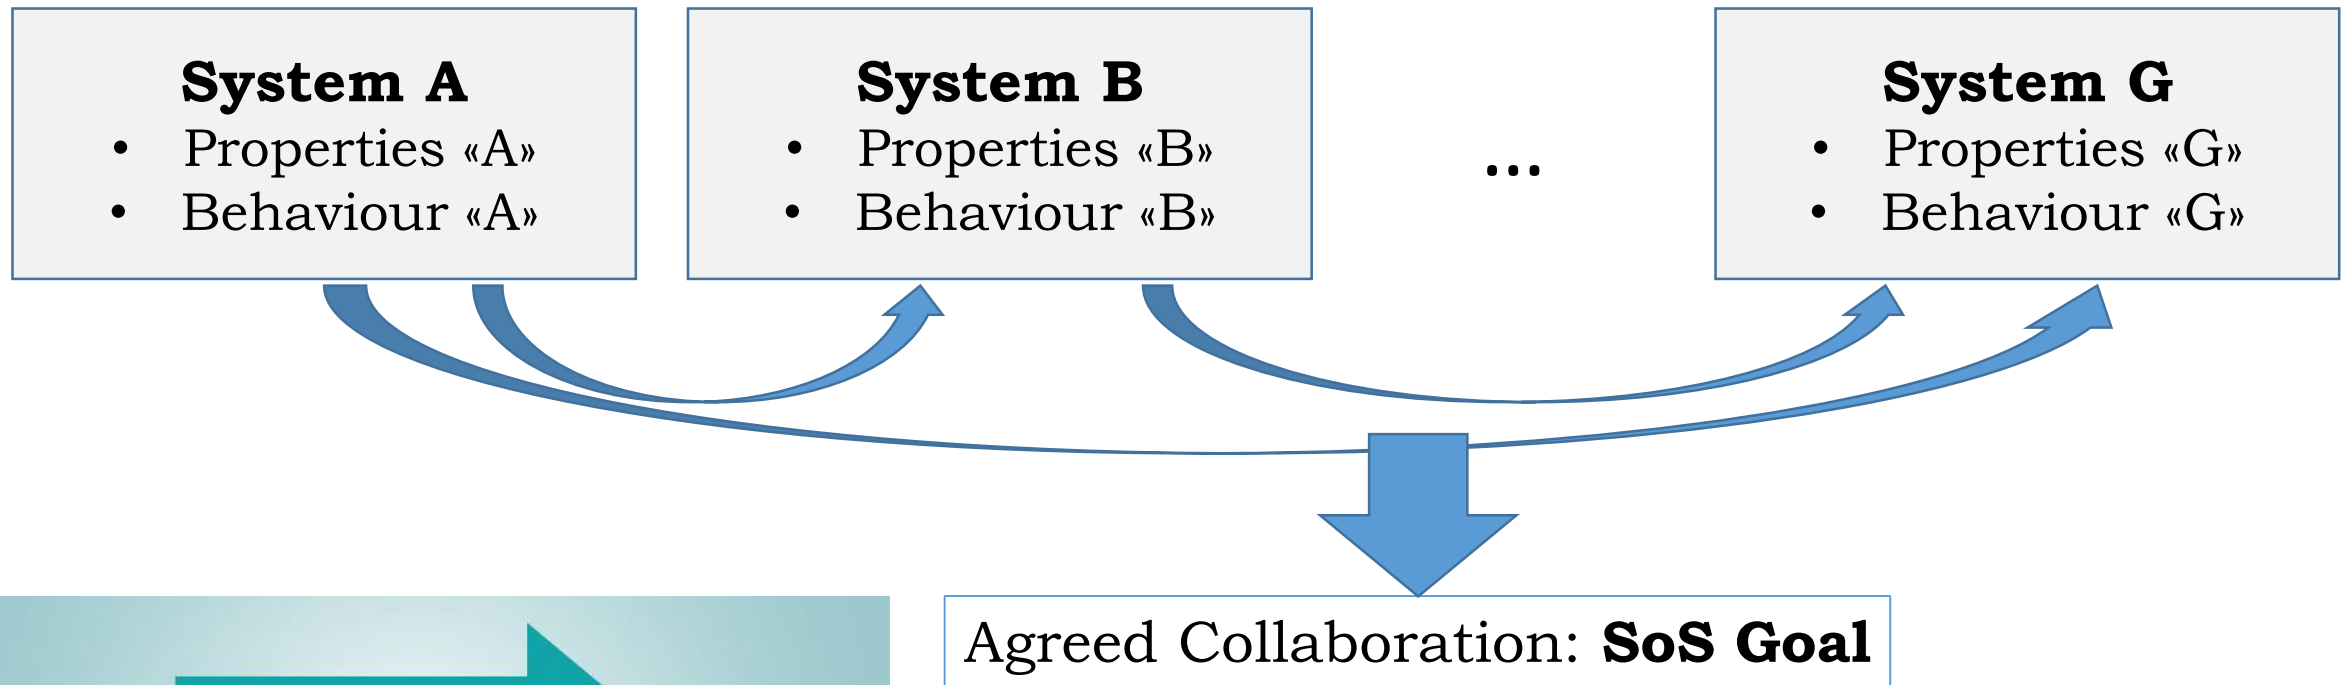 System A
• Properties «A»
• Behaviour «A»
System B
• Properties «B»
• Behaviour «B»
...
System G
• Properties «G»
• Behaviour «G»
Agreed Collaboration: SoS Goal